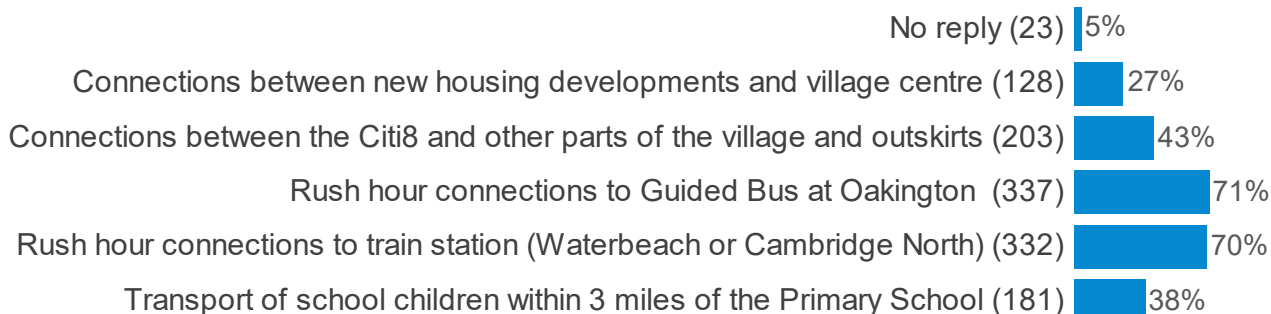 No reply (23) 5%
Connections between new housing developments and village centre (128) 27%
Connections between the Citi8 and other parts of the village and outskirts (203) 43%
Rush hour connections to Guided Bus at Oakington (337) 71%
Rush hour connections to train station (Waterbeach or Cambridge North) (332) 70%
Transport of school children within 3 miles of the Primary School (181) 38%